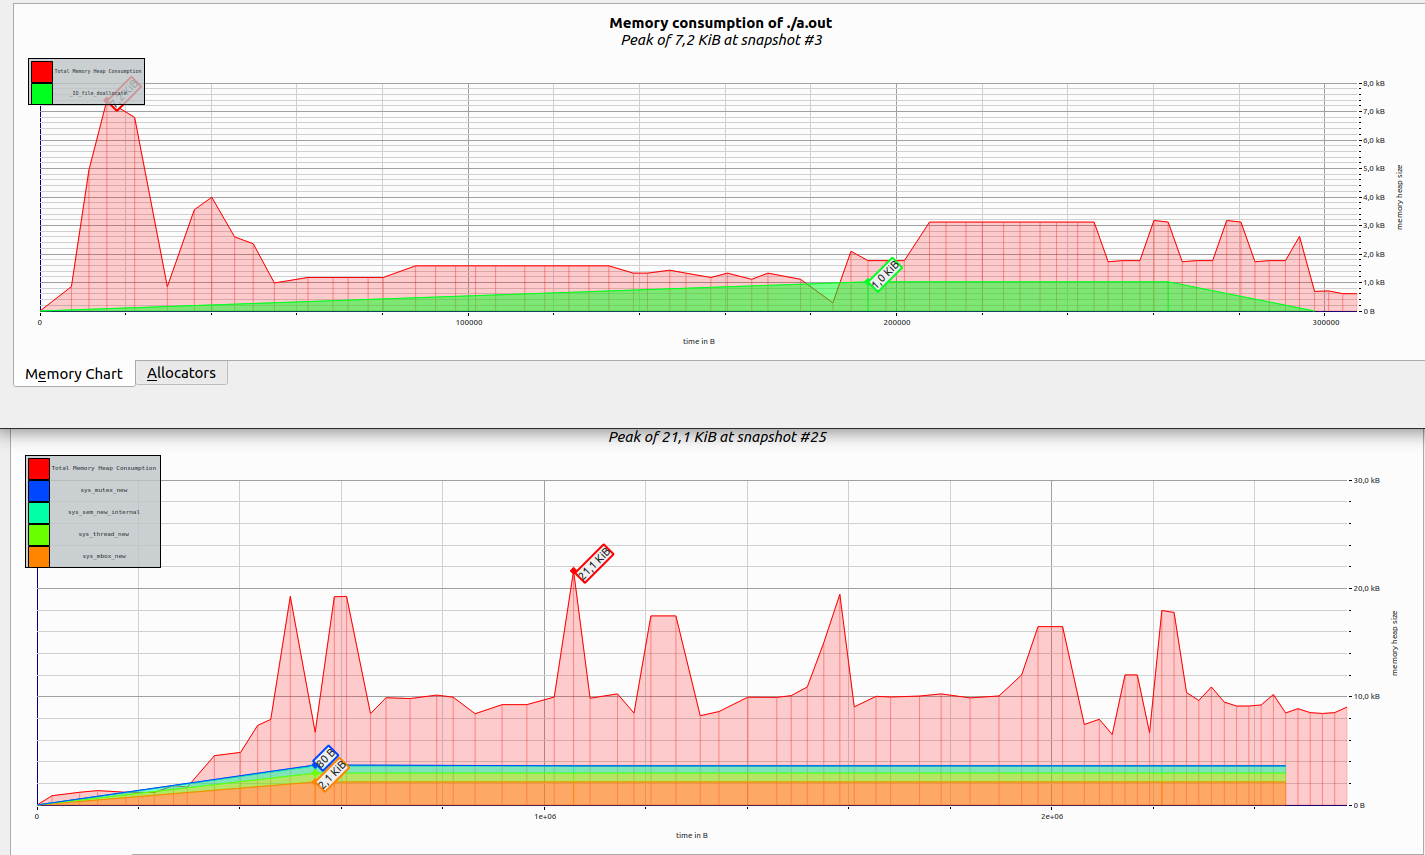 Memory consumption of ./a.out
Peak of 7,2 KiB at snapshot #3
Total Memory Heap Consumption
_IO_file_doallocate
7,2 KiB
8,0 kB
7,0 kB
6,0 kB
5,0 kB
4,0 kB
3,0 kB
2,0 kB
1,0 kB
0 B
memory heap size
1,0 KiB
0
100000
200000
300000
time in B
Memory Chart
Allocators
Peak of 21,1 KiB at snapshot #25
Total Memory Heap Consumption
sys_mutex_new
sys_sem_new_internal
sys_thread_new
sys_mbox_new
21,1 KiB
30,0 kB
20,0 kB
10,0 kB
0 B
memory heap size
80 B
2,1 KiB
0
1e+06
2e+06
time in B